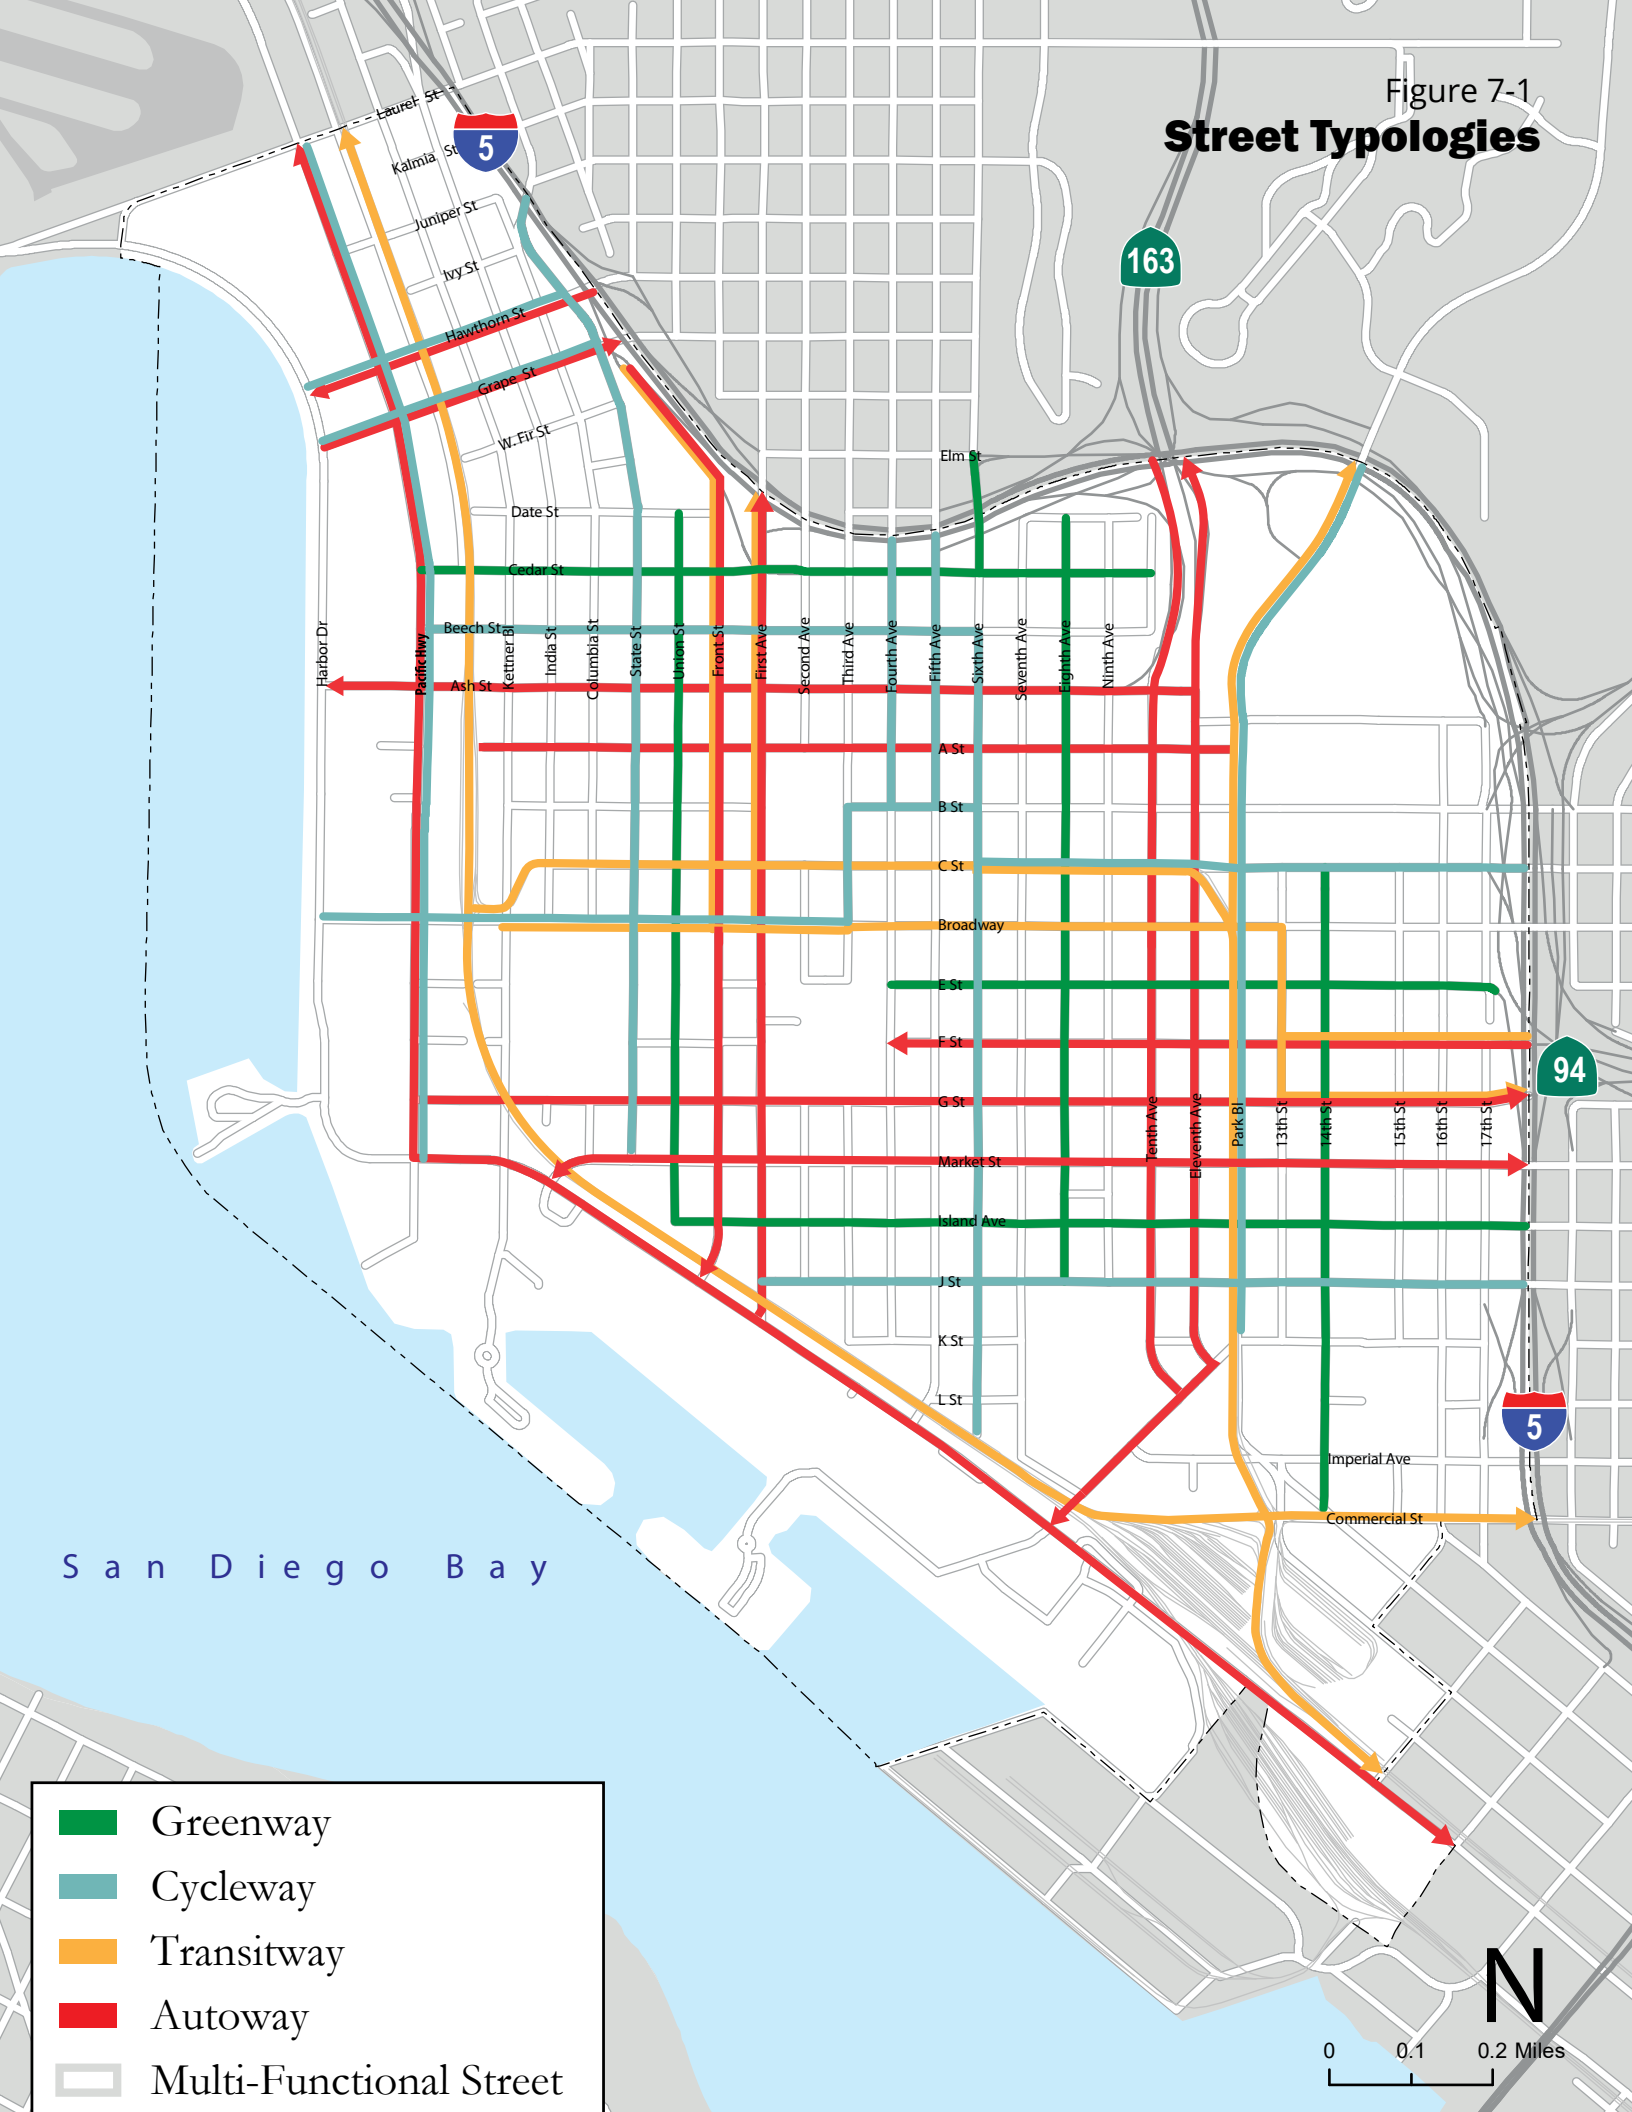 Figure 7-1
Street Typologies
Laurel St
5
Kalmia St
Juniper St
163
Ivy St
Hawthorn St
Grape St
W. Fir St
Elm St
Date St
Cedar St
Beech St
Harbor Dr
Pacific Hwy
Kettner Bl
India St
Columbia St
State St
Union St
Front St
First Ave
Second Ave
Third Ave
Fourth Ave
Fifth Ave
Sixth Ave
Seventh Ave
Eighth Ave
Ninth Ave
Ash St
A St
B St
C St
Broadway
E St
F St
94
G St
Tenth Ave
Eleventh Ave
Park Bl
13th St
14th St
15th St
16th St
17th St
Market St
Island Ave
J St
K St
L St
5
Imperial Ave
Commercial St
San Diego Bay
Greenway
Cycleway
Transitway
Autoway
Multi-Functional Street
N
0 0.1 0.2 Miles